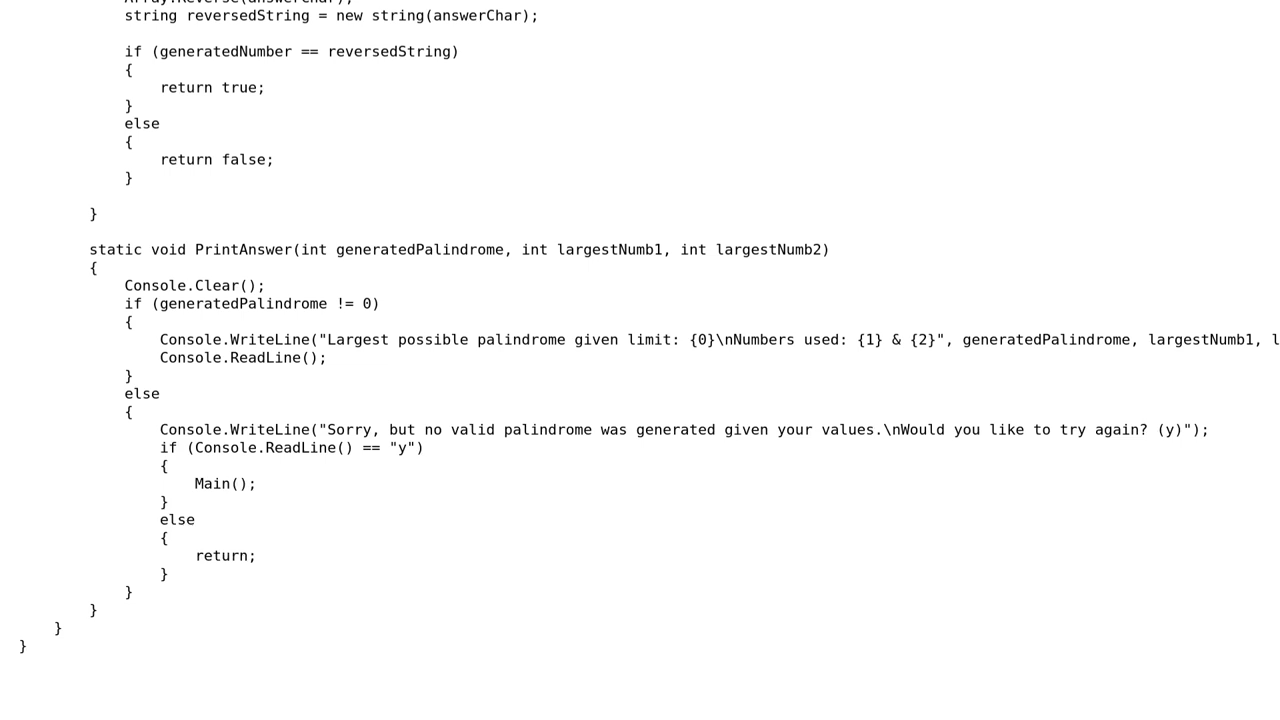 Array.Reverse(answerChar);
string reversedString = new string(answerChar);
if (generatedNumber == reversedString)
{
return true;
}
else
{
return false;
}
}
static void PrintAnswer(int generatedPalindrome, int largestNumb1, int largestNumb2)
{
Console.Clear();
if (generatedPalindrome != 0)
{
Console.WriteLine("Largest possible palindrome given limit: {0}\nNumbers used: {1} & {2}", generatedPalindrome, largestNumb1, l
Console.ReadLine();
}
else
{
Console.WriteLine("Sorry, but no valid palindrome was generated given your values.\nWould you like to try again? (y)");
if (Console.ReadLine() == "y")
{
Main();
}
else
{
return;
}
}
}
}
}